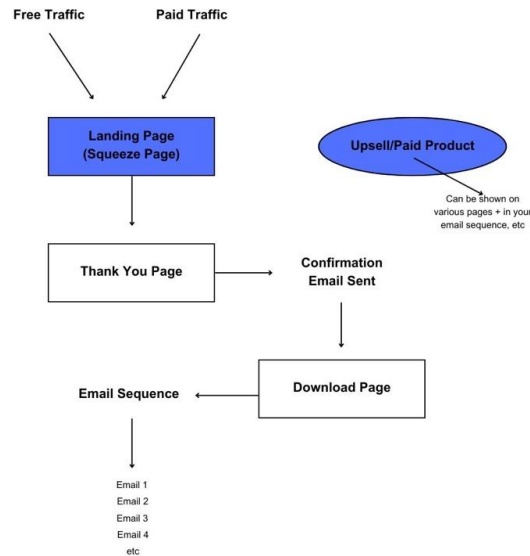 Free Traffic
Paid Traffic
Landing Page
(Squeeze Page)
Upsell/Paid Product
Can be shown on
various pages + in your
email sequence, etc
Thank You Page
Confirmation
Email Sent
Email Sequence
Download Page
Email 1
Email 2
Email 3
Email 4
etc